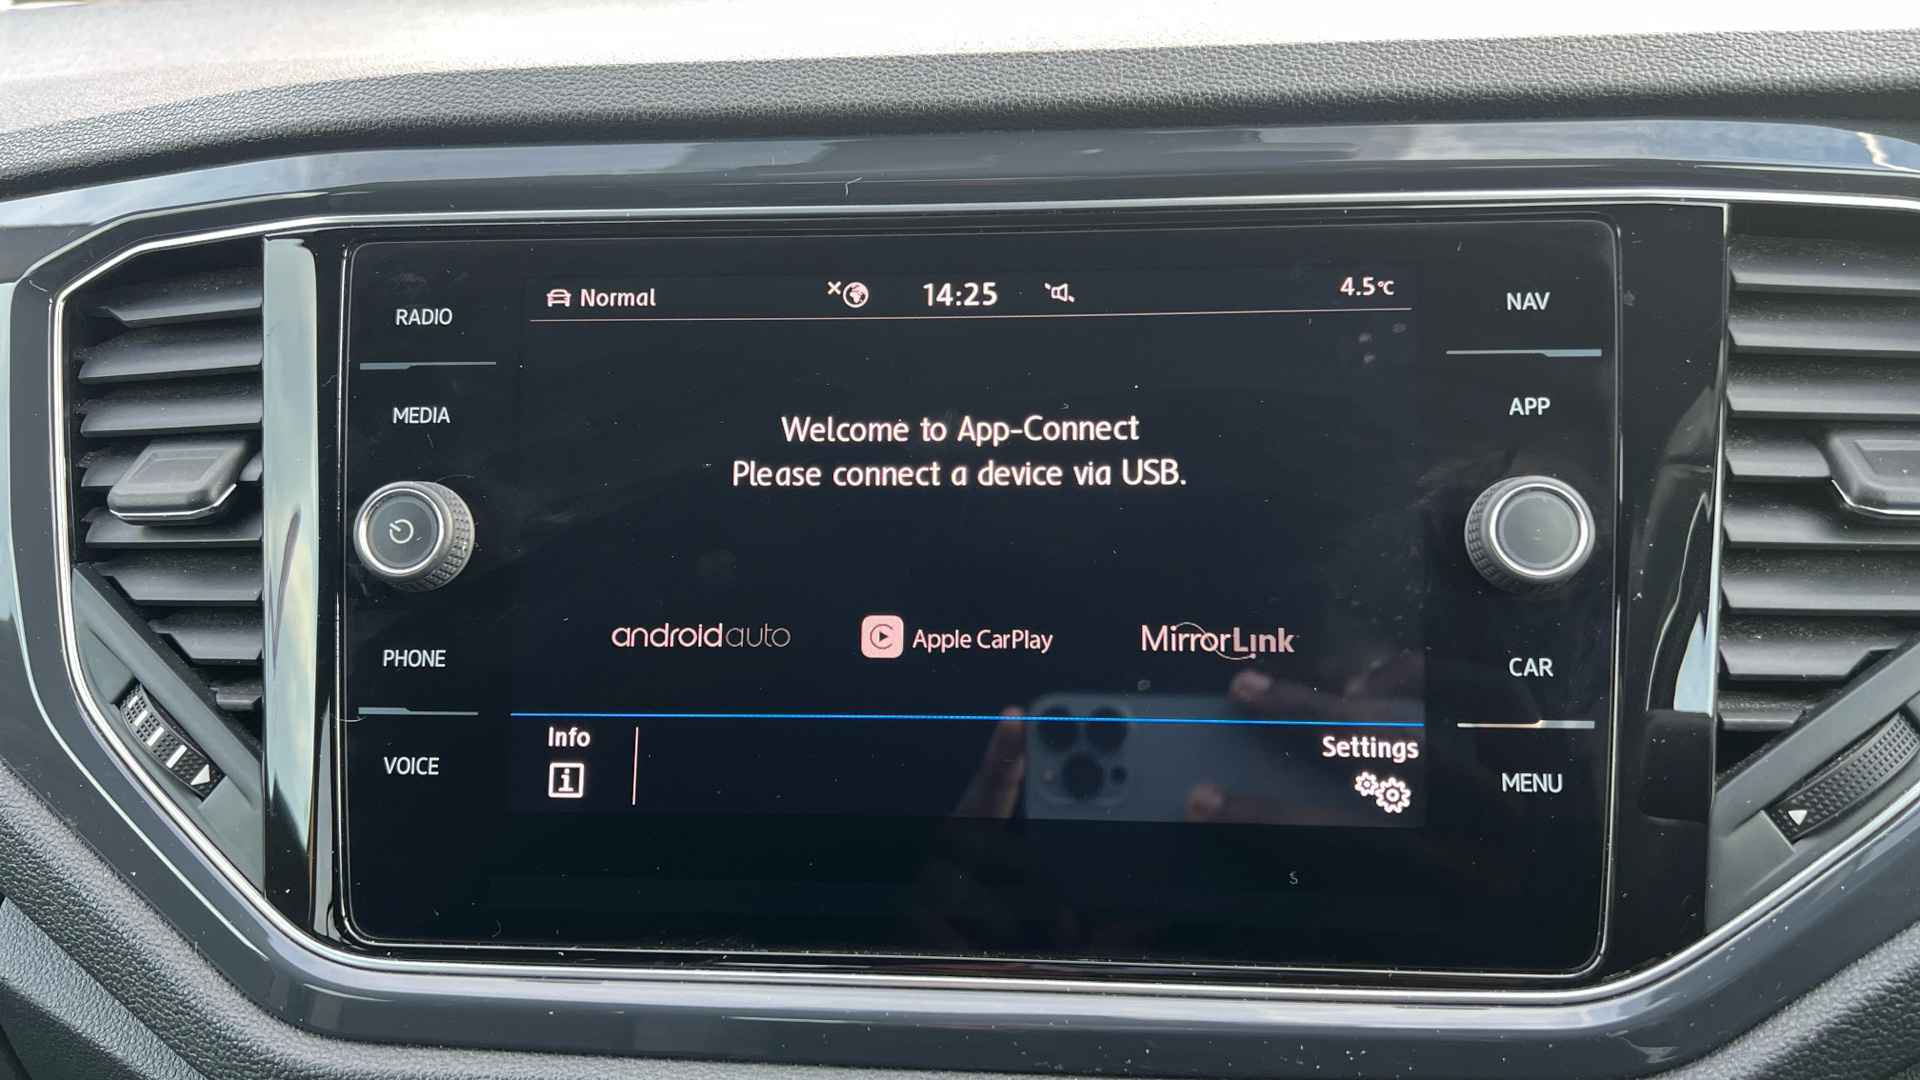 Normal
14:25
4.5°C
RADIO
MEDIA
PHONE
VOICE
Welcome to App-Connect
Please connect a device via USB.
androidauto
Apple CarPlay
MirrorLink
Info
i
Settings
NAV
APP
CAR
MENU